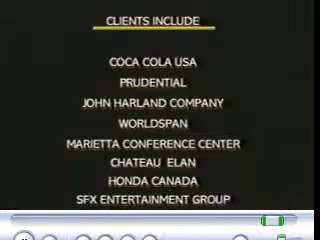 CLIENTS INCLUDE
COCA COLA USA
PRUDENTIAL
JOHN HARLAND COMPANY
WORLDSPAN
MARIETTA CONFERENCE CENTER
CHATEAU ELAN
HONDA CANADA
SFX ENTERTAINMENT GROUP